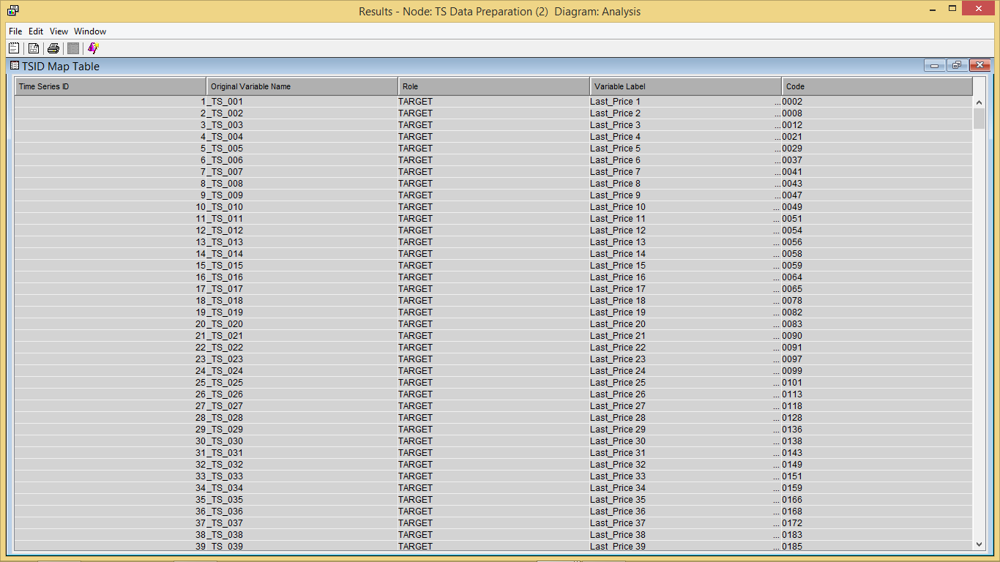 Results - Node: TS Data Preparation (2) Diagram: Analysis
File Edit View Window
TSID Map Table
Time Series ID Original Variable Name Role Variable Label Code
1 _TS_001 TARGET Last_Price 1 ...0002
2 _TS_002 TARGET Last_Price 2 ...0008
3 _TS_003 TARGET Last_Price 3 ...0012
4 _TS_004 TARGET Last_Price 4 ...0021
5 _TS_005 TARGET Last_Price 5 ...0029
6 _TS_006 TARGET Last_Price 6 ...0037
7 _TS_007 TARGET Last_Price 7 ...0041
8 _TS_008 TARGET Last_Price 8 ...0043
9 _TS_009 TARGET Last_Price 9 ...0047
10 _TS_010 TARGET Last_Price 10 ...0049
11 _TS_011 TARGET Last_Price 11 ...0051
12 _TS_012 TARGET Last_Price 12 ...0054
13 _TS_013 TARGET Last_Price 13 ...0056
14 _TS_014 TARGET Last_Price 14 ...0058
15 _TS_015 TARGET Last_Price 15 ...0059
16 _TS_016 TARGET Last_Price 16 ...0064
17 _TS_017 TARGET Last_Price 17 ...0065
18 _TS_018 TARGET Last_Price 18 ...0078
19 _TS_019 TARGET Last_Price 19 ...0082
20 _TS_020 TARGET Last_Price 20 ...0083
21 _TS_021 TARGET Last_Price 21 ...0090
22 _TS_022 TARGET Last_Price 22 ...0091
23 _TS_023 TARGET Last_Price 23 ...0097
24 _TS_024 TARGET Last_Price 24 ...0099
25 _TS_025 TARGET Last_Price 25 ...0101
26 _TS_026 TARGET Last_Price 26 ...0113
27 _TS_027 TARGET Last_Price 27 ...0118
28 _TS_028 TARGET Last_Price 28 ...0128
29 _TS_029 TARGET Last_Price 29 ...0136
30 _TS_030 TARGET Last_Price 30 ...0138
31 _TS_031 TARGET Last_Price 31 ...0143
32 _TS_032 TARGET Last_Price 32 ...0149
33 _TS_033 TARGET Last_Price 33 ...0151
34 _TS_034 TARGET Last_Price 34 ...0159
35 _TS_035 TARGET Last_Price 35 ...0166
36 _TS_036 TARGET Last_Price 36 ...0168
37 _TS_037 TARGET Last_Price 37 ...0172
38 _TS_038 TARGET Last_Price 38 ...0183
39 _TS_039 TARGET Last_Price 39 ...0185